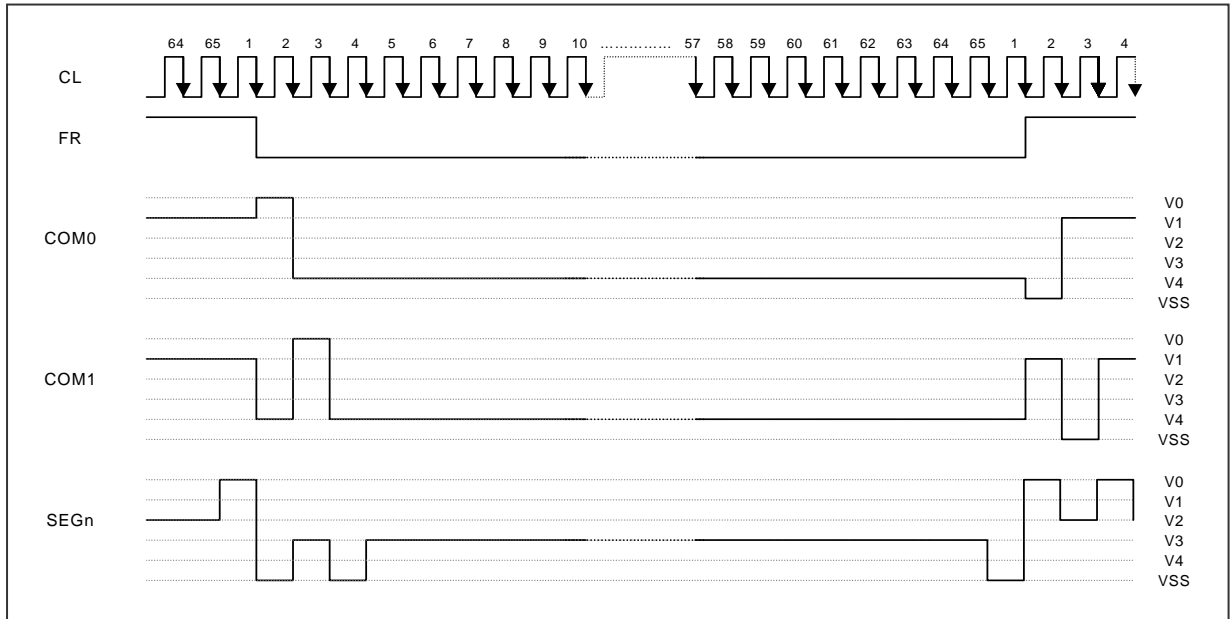 64 65 1 2 3 4 5 6 7 8 9 10 .............. 57 58 59 60 61 62 63 64 65 1 2 3 4
CL
FR
COM0
V0
V1
V2
V3
V4
VSS
COM1
V0
V1
V2
V3
V4
VSS
SEGn
V0
V1
V2
V3
V4
VSS